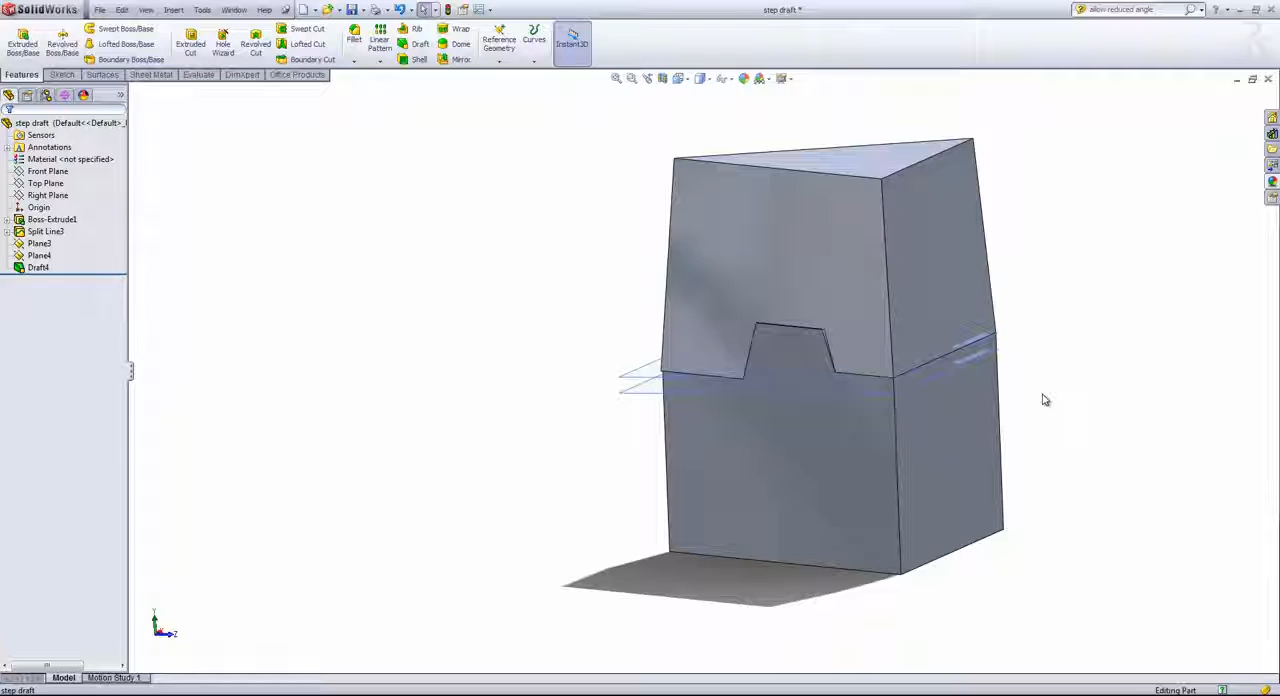 SolidWorks File Edit View Insert Tools Window Help step draft * allow reduced angle
Extruded Boss/Base
Revolved Boss/Base
Swept Boss/Base
Lofted Boss/Base
Boundary Boss/Base
Extruded Cut
Hole Wizard
Revolved Cut
Swept Cut
Lofted Cut
Boundary Cut
Fillet
Linear Pattern
Rib
Draft
Shell
Wrap
Dome
Mirror
Reference Geometry
Curves
Instant3D
Features Sketch Surfaces Sheet Metal Evaluate DimXpert Office Products
step draft (Default<<Default>_
Sensors
Annotations
Material <not specified>
Front Plane
Top Plane
Right Plane
Origin
Boss-Extrude1
Split Line3
Plane3
Plane4
Draft4
Y
Z
Model Motion Study 1
step draft Editing Part